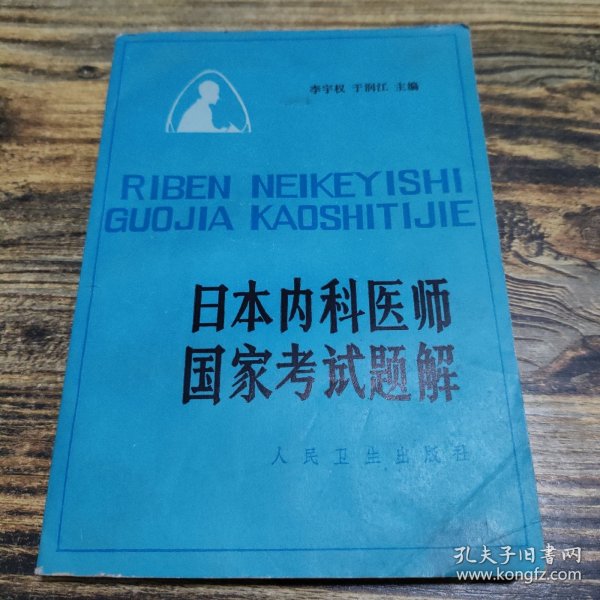 李宇权 于润江 主编
RIBEN NEIKEYISHI
GUOJIA KAOSHITIJIE
日本内科医师
国家考试题解
人民卫生出版社
孔夫子旧书网
www.kongfz.com